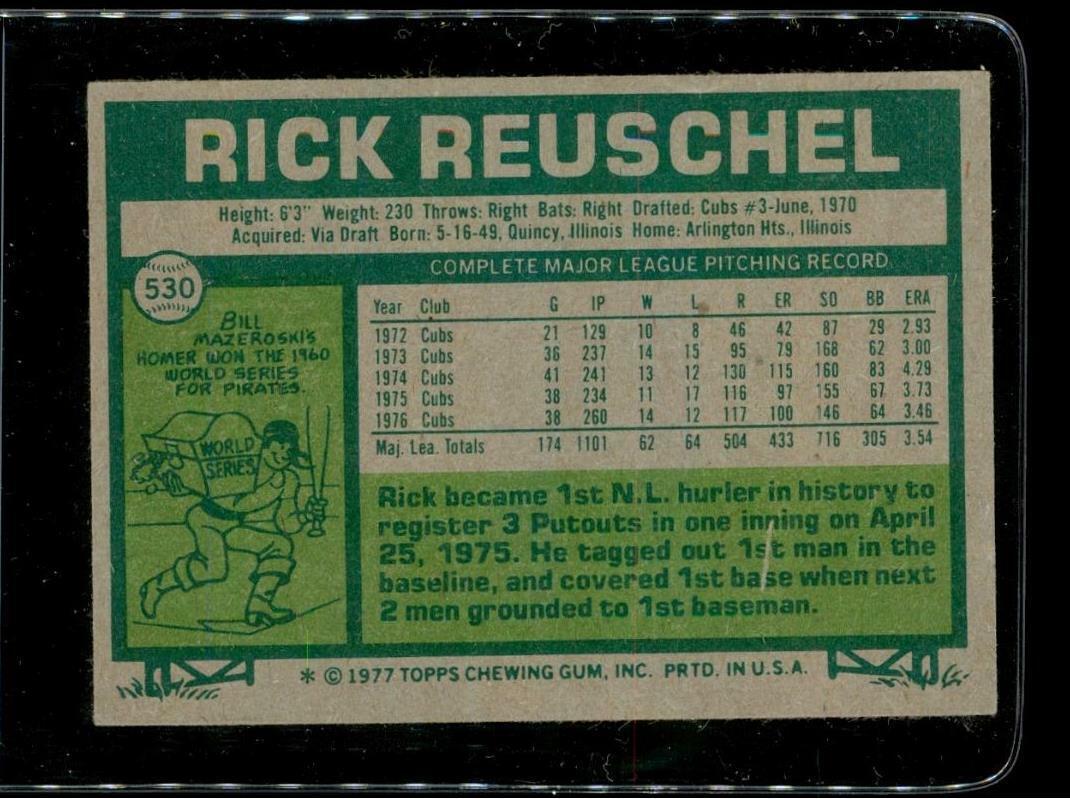 RICK REUSCHEL
Height: 6'3" Weight: 230 Throws: Right Bats: Right Drafted: Cubs #3-June, 1970
Acquired: Via Draft Born: 5-16-49, Quincy, Illinois Home: Arlington Hts., Illinois
530
BILL
MAZEROSKI'S
HOMER WON THE 1960
WORLD SERIES
FOR PIRATES.
WORLD
SERIES
COMPLETE MAJOR LEAGUE PITCHING RECORD
Year Club G IP W L R ER SO BB ERA
1972 Cubs 21 129 10 8 46 42 87 29 2.93
1973 Cubs 36 237 14 15 95 79 168 62 3.00
1974 Cubs 41 241 13 12 130 115 160 83 4.29
1975 Cubs 38 234 11 17 116 97 155 67 3.73
1976 Cubs 38 260 14 12 117 100 146 64 3.46
Maj. Lea. Totals 174 1101 62 64 504 433 716 305 3.54
Rick became 1st N.L. hurler in history to
register 3 Putouts in one inning on April
25, 1975. He tagged out 1st man in the
baseline, and covered 1st base when next
2 men grounded to 1st baseman.
* © 1977 TOPPS CHEWING GUM, INC. PRTD. IN U.S.A.